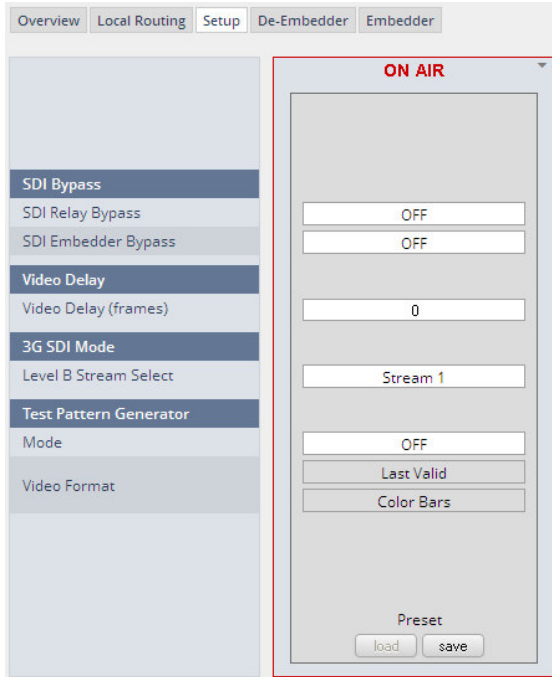 Overview Local Routing Setup De-Embedder Embedder
ON AIR
SDI Bypass
SDI Relay Bypass OFF
SDI Embedder Bypass OFF
Video Delay
Video Delay (frames) 0
3G SDI Mode
Level B Stream Select Stream 1
Test Pattern Generator
Mode OFF
Last Valid
Video Format
Color Bars
Preset
load save